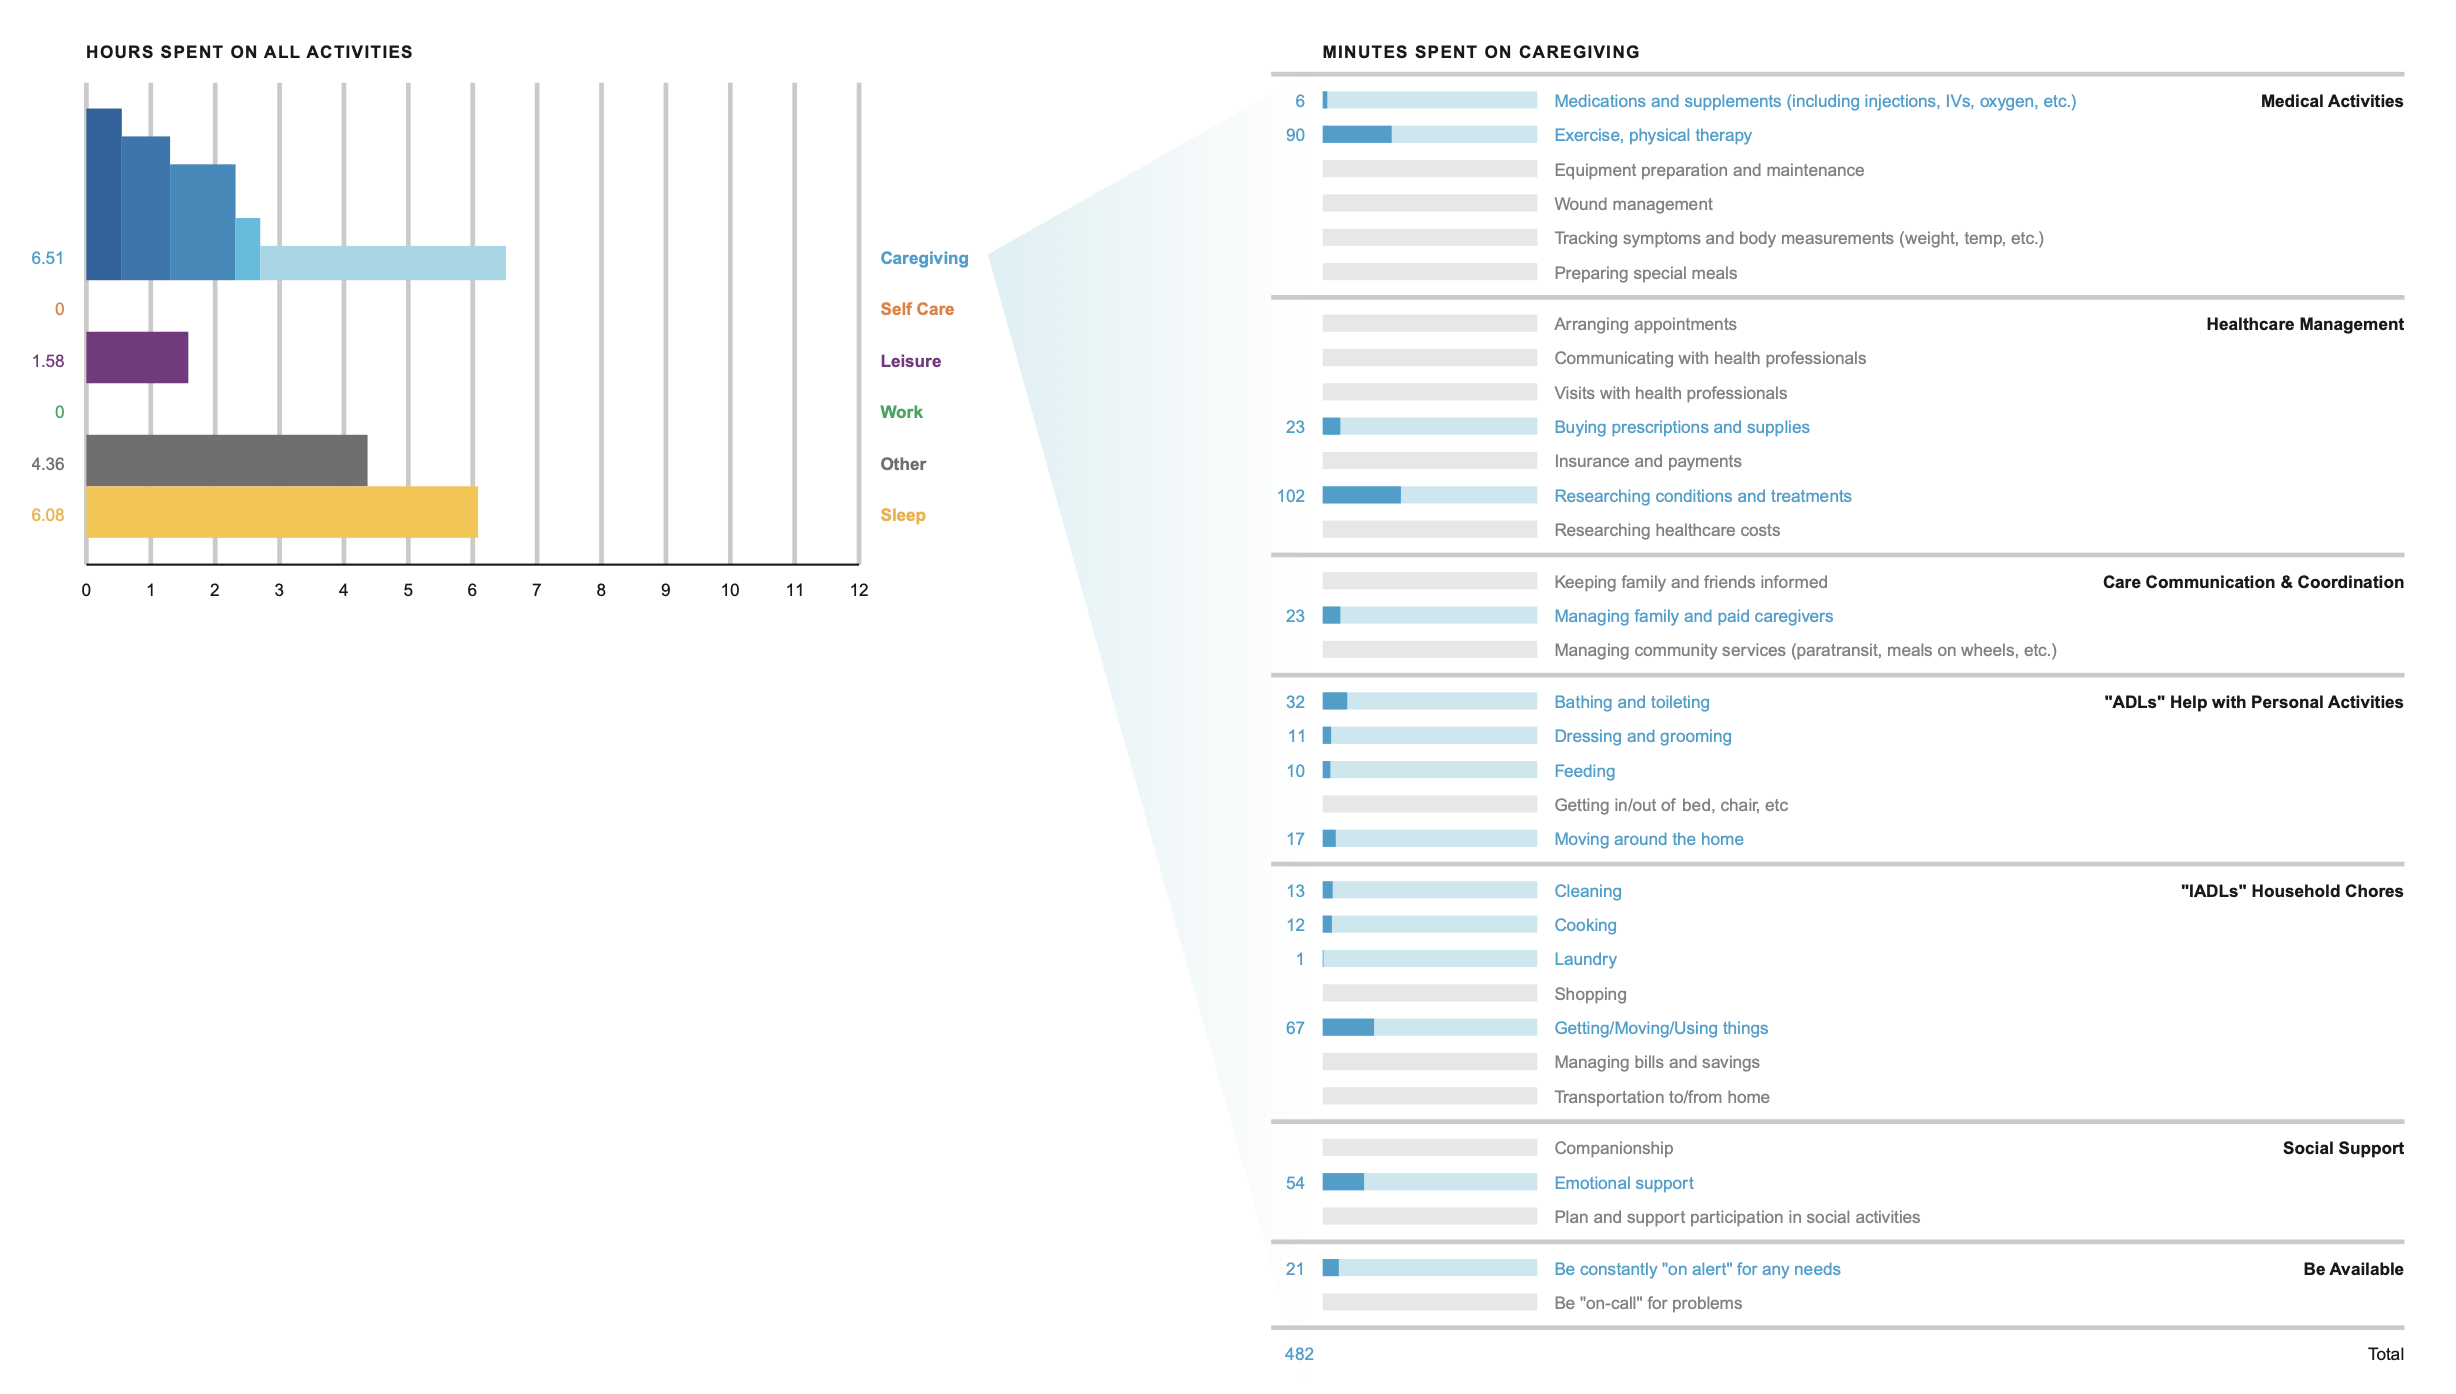 HOURS SPENT ON ALL ACTIVITIES
6.51 Caregiving
0 Self Care
1.58 Leisure
0 Work
4.36 Other
6.08 Sleep
0 1 2 3 4 5 6 7 8 9 10 11 12
MINUTES SPENT ON CAREGIVING
6 Medications and supplements (including injections, IVs, oxygen, etc.) Medical Activities
90 Exercise, physical therapy
Equipment preparation and maintenance
Wound management
Tracking symptoms and body measurements (weight, temp, etc.)
Preparing special meals
Arranging appointments Healthcare Management
Communicating with health professionals
Visits with health professionals
23 Buying prescriptions and supplies
Insurance and payments
102 Researching conditions and treatments
Researching healthcare costs
Keeping family and friends informed Care Communication & Coordination
23 Managing family and paid caregivers
Managing community services (paratransit, meals on wheels, etc.)
32 Bathing and toileting "ADLs" Help with Personal Activities
11 Dressing and grooming
10 Feeding
Getting in/out of bed, chair, etc
17 Moving around the home
13 Cleaning "IADLs" Household Chores
12 Cooking
1 Laundry
Shopping
67 Getting/Moving/Using things
Managing bills and savings
Transportation to/from home
Companionship Social Support
54 Emotional support
Plan and support participation in social activities
21 Be constantly "on alert" for any needs Be Available
Be "on-call" for problems
482 Total